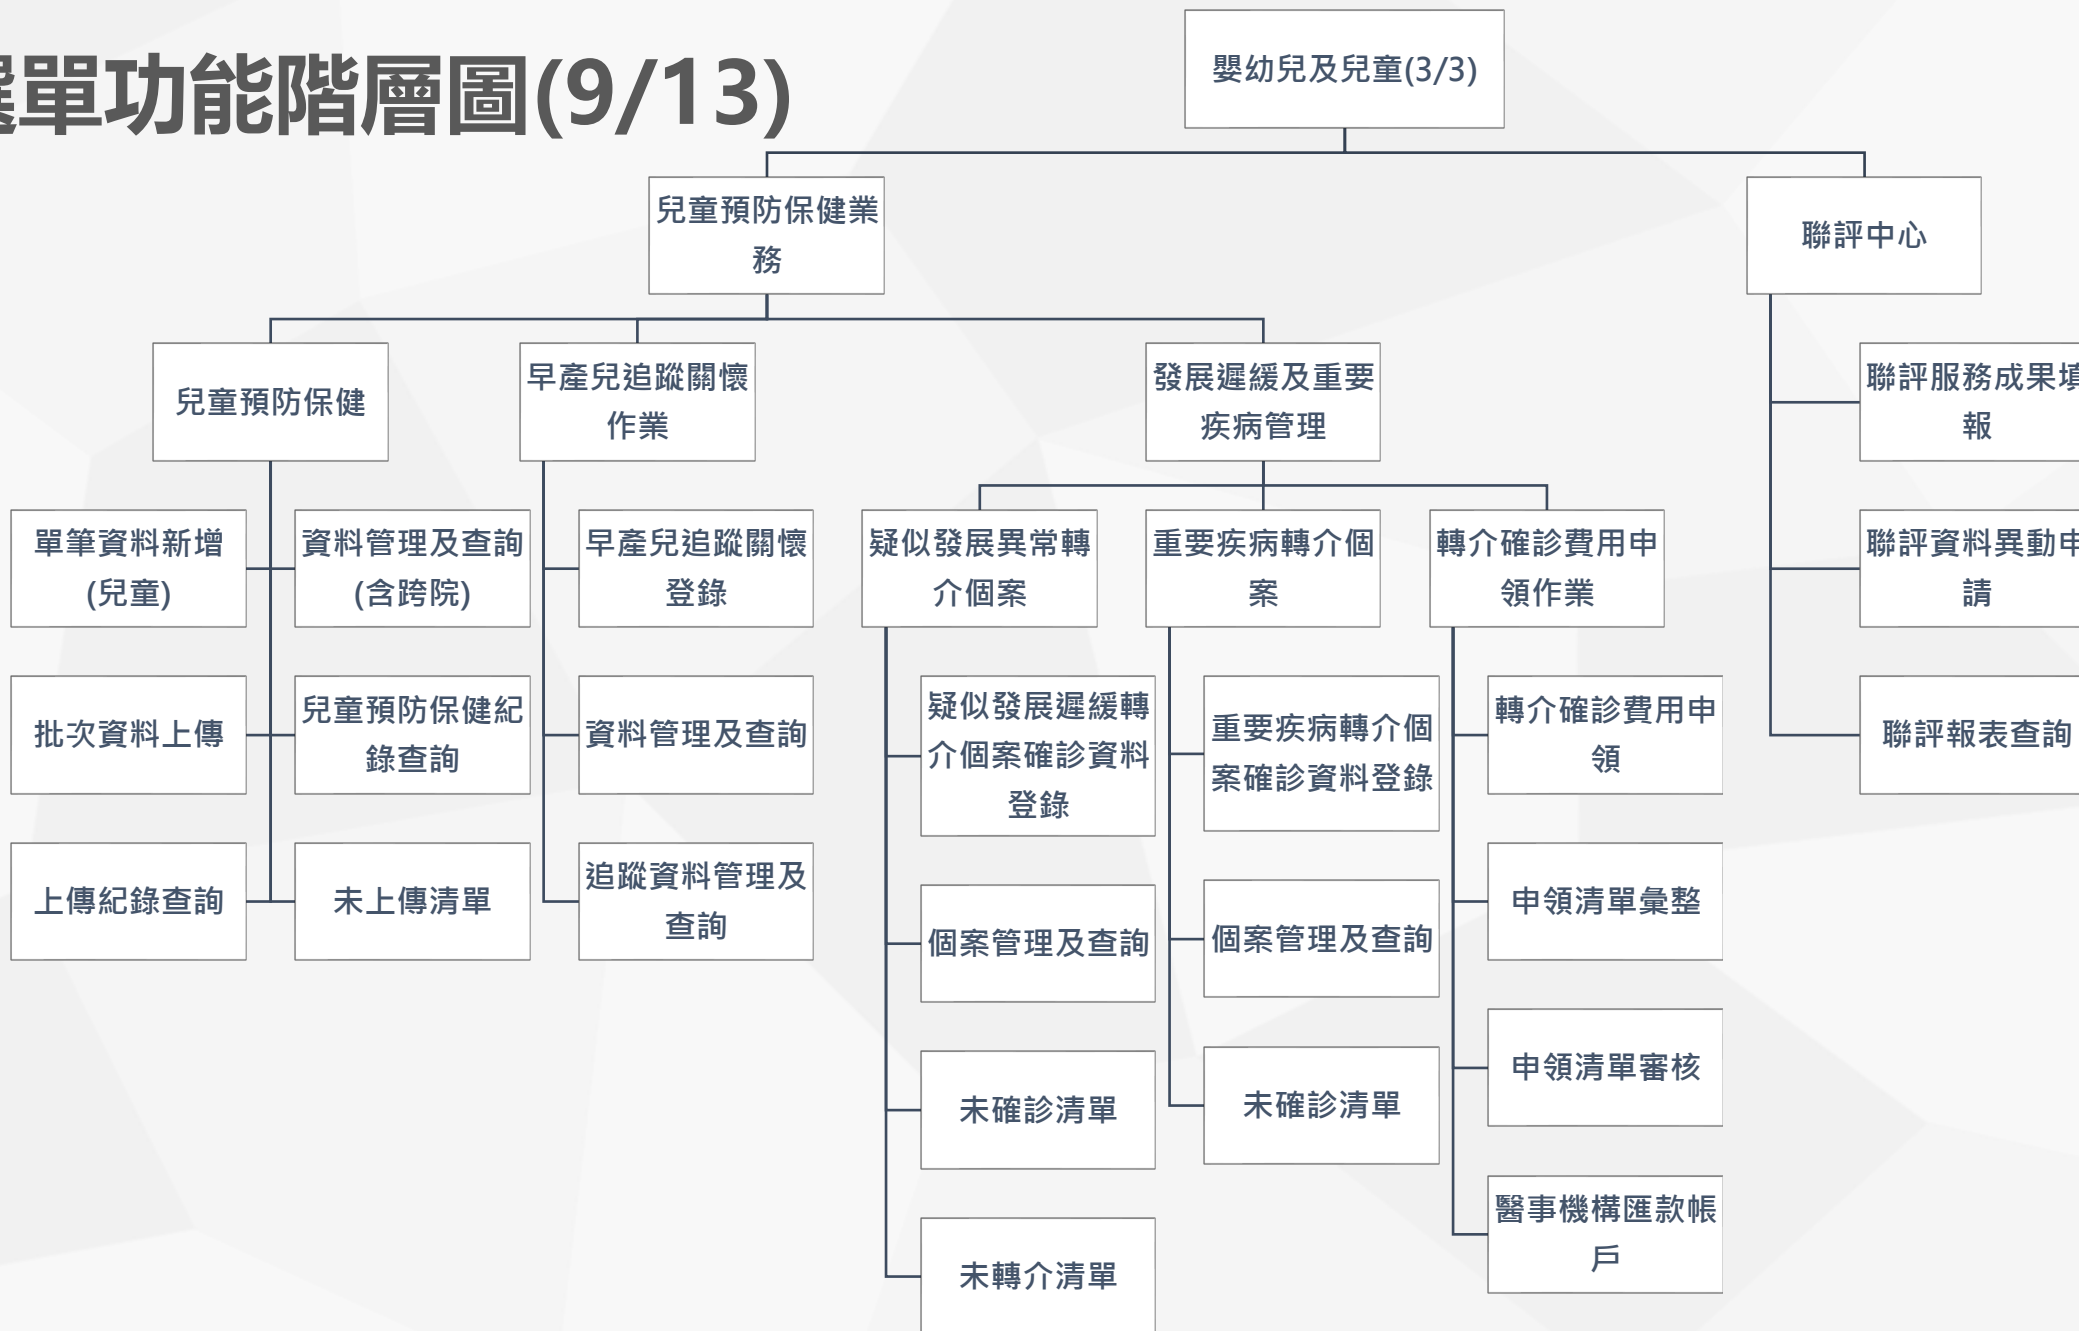 選單功能階層圖(9/13)
嬰幼兒及兒童(3/3)
兒童預防保健業
務
聯評中心
兒童預防保健
早產兒追蹤關懷
作業
發展遲緩及重要
疾病管理
聯評服務成果填
報
單筆資料新增
(兒童)
資料管理及查詢
(含跨院)
早產兒追蹤關懷
登錄
疑似發展異常轉
介個案
重要疾病轉介個
案
轉介確診費用申
領作業
聯評資料異動申
請
批次資料上傳
兒童預防保健紀
錄查詢
資料管理及查詢
疑似發展遲緩轉
介個案確診資料
登錄
重要疾病轉介個
案確診資料登錄
轉介確診費用申
領
聯評報表查詢
上傳紀錄查詢
未上傳清單
追蹤資料管理及
查詢
個案管理及查詢
個案管理及查詢
申領清單彙整
未確診清單
未確診清單
申領清單審核
未轉介清單
醫事機構匯款帳
戶